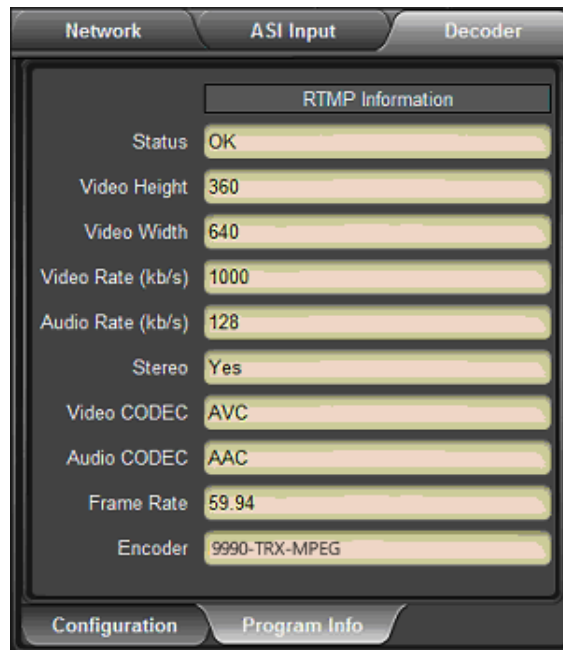 Network ASI Input Decoder
RTMP Information
Status OK
Video Height 360
Video Width 640
Video Rate (kb/s) 1000
Audio Rate (kb/s) 128
Stereo Yes
Video CODEC AVC
Audio CODEC AAC
Frame Rate 59.94
Encoder 9990-TRX-MPEG
Configuration Program Info